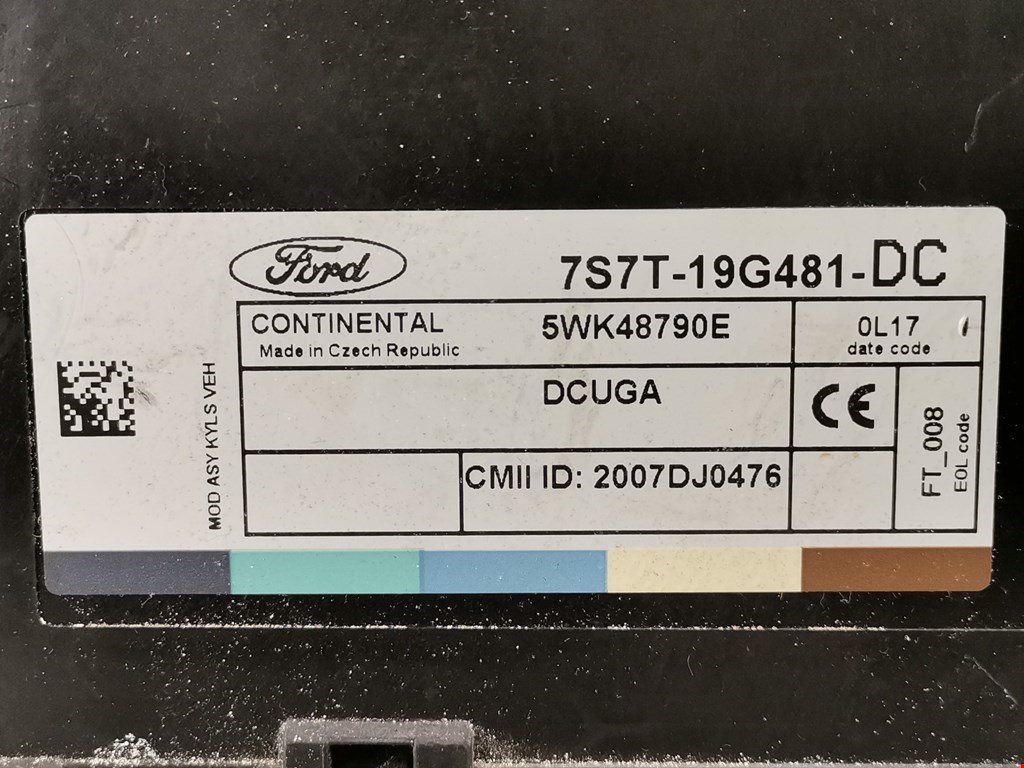 Ford
7S7T-19G481-DC
CONTINENTAL 5WK48790E
Made in Czech Republic
0L17
date code
DCUGA
CE
CMII ID: 2007DJ0476
FT_008
EOL code
MOD ASY KYLS VEH